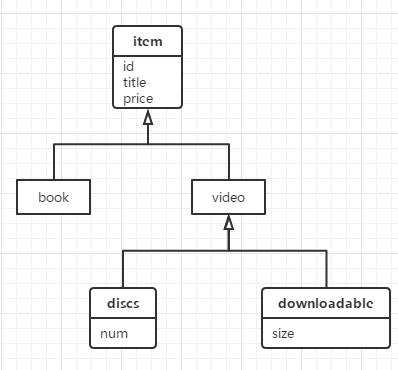 item
id
title
price
book
video
discs
num
downloadable
size